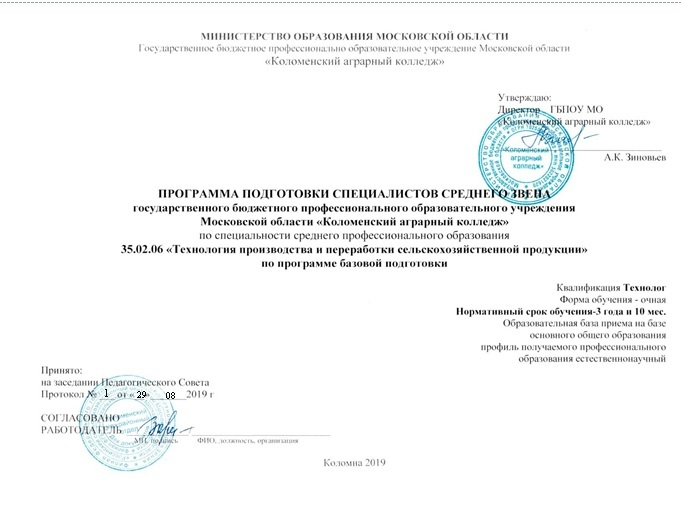 МИНИСТЕРСТВО ОБРАЗОВАНИЯ МОСКОВСКОЙ ОБЛАСТИ
Государственное бюджетное профессионально образовательное учреждение Московской области
«Коломенский аграрный колледж»
Утверждаю:
Директор ГБПОУ МО
«Коломенский аграрный колледж»
А.К. Зиновьев
"Коломенский
аграрный
колледж"
ПРОГРАММА ПОДГОТОВКИ СПЕЦИАЛИСТОВ СРЕДНЕГО ЗВЕНА
государственного бюджетного профессионального образовательного учреждения
Московской области «Коломенский аграрный колледж»
по специальности среднего профессионального образования
35.02.06 «Технология производства и переработки сельскохозяйственной продукции»
по программе базовой подготовки
Квалификация Технолог
Форма обучения - очная
Нормативный срок обучения-3 года и 10 мес.
Образовательная база приема на базе
основного общего образования
профиль получаемого профессионального
образования естественнонаучный
Принято:
на заседании Педагогического Совета
Протокол № 1 от «29» 08 2019 г
СОГЛАСОВАНО
РАБОТОДАТЕЛЬ
МП, подпись ФИО, должность, организация
Коломна 2019